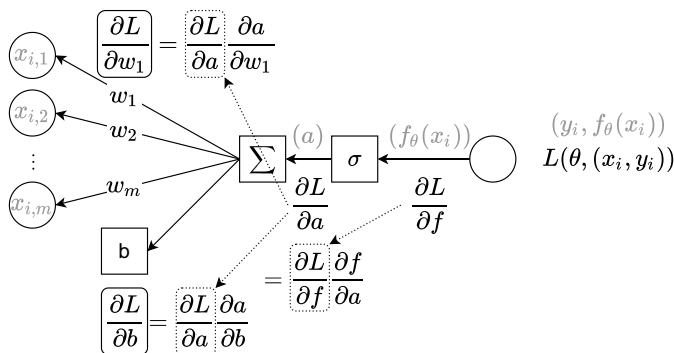 ∂L/∂w₁ = ∂L/∂a ∂a/∂w₁
x_{i,1}
w₁
x_{i,2}
w₂
⋮
x_{i,m}
w_m
b
Σ
(a)
σ
(f_θ(x_i))
(y_i, f_θ(x_i))
L(θ, (x_i, y_i))
∂L/∂a
∂L/∂f
= ∂L/∂f ∂f/∂a
∂L/∂b = ∂L/∂a ∂a/∂b